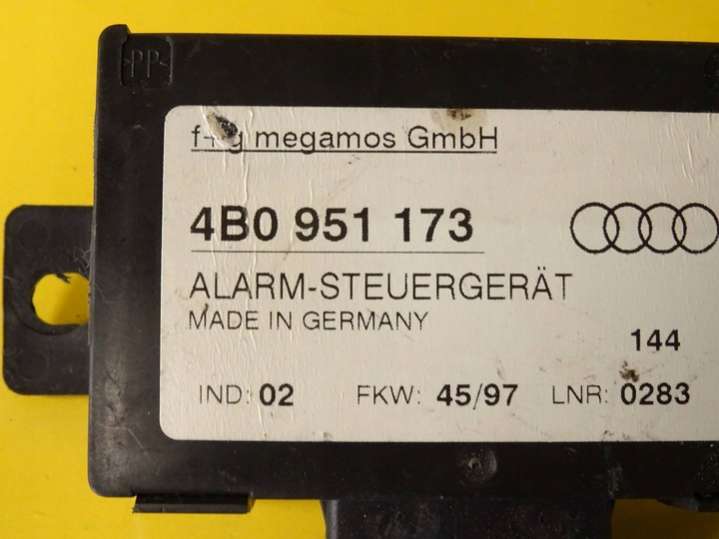 PP
f+g megamos GmbH
4B0 951 173
ALARM-STEUERGERÄT
MADE IN GERMANY
144
IND: 02 FKW: 45/97 LNR: 0283